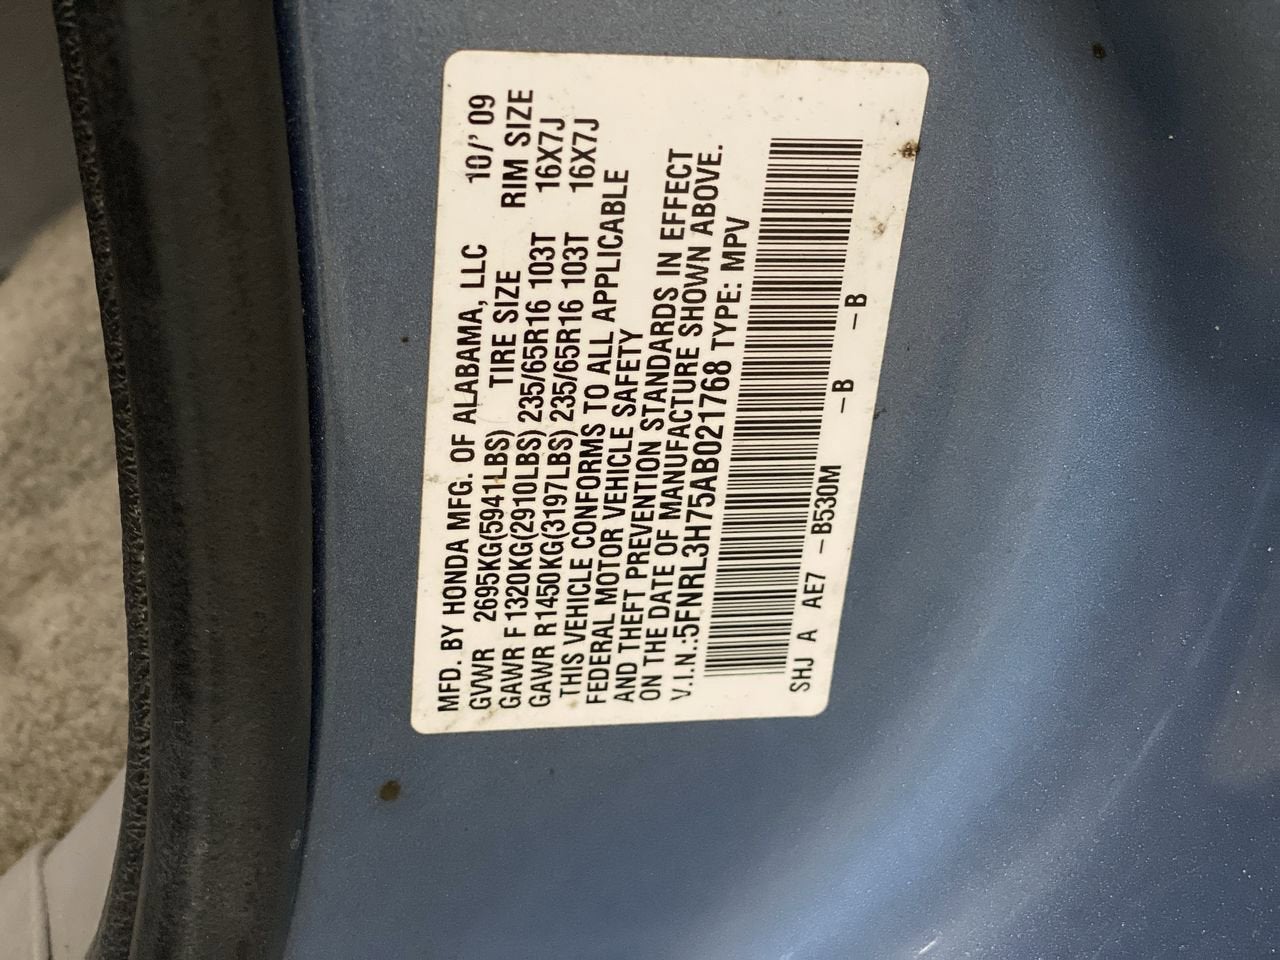 MFD. BY HONDA MFG. OF ALABAMA, LLC 10/' 09
GVWR 2695KG(5941LBS) TIRE SIZE RIM SIZE
GAWR F 1320KG(2910LBS) 235/65R16 103T 16X7J
GAWR R 1450KG(3197LBS) 235/65R16 103T 16X7J
THIS VEHICLE CONFORMS TO ALL APPLICABLE
FEDERAL MOTOR VEHICLE SAFETY
AND THEFT PREVENTION STANDARDS IN EFFECT
ON THE DATE OF MANUFACTURE SHOWN ABOVE.
V.I.N.:5FNRL3H75AB021768 TYPE: MPV
SHJ A AE7 –B530M –B –B